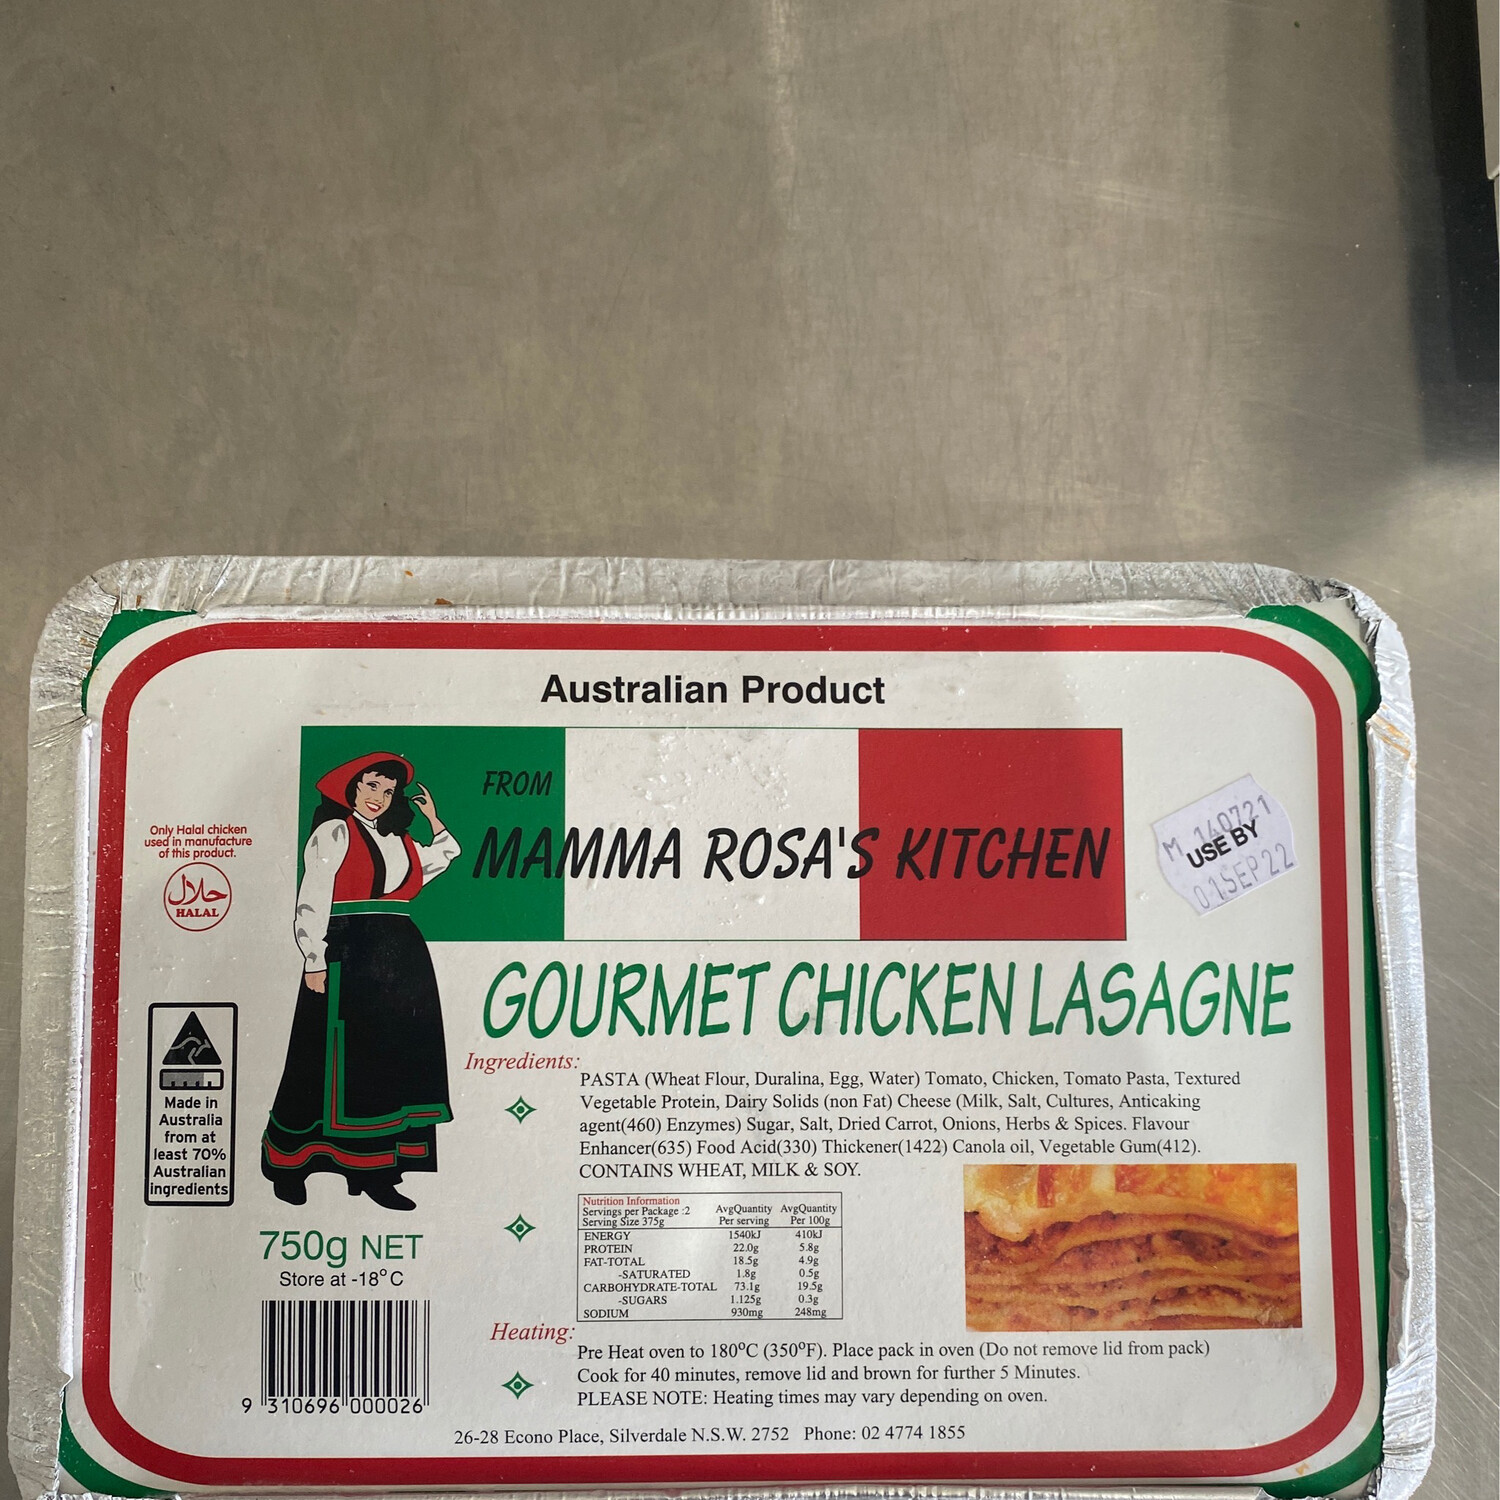 Australian Product
FROM
MAMMA ROSA'S KITCHEN
M 140721
USE BY
01SEP22
Only Halal chicken
used in manufacture
of this product.
حلال
HALAL
GOURMET CHICKEN LASAGNE
Ingredients:
PASTA (Wheat Flour, Duralina, Egg, Water) Tomato, Chicken, Tomato Pasta, Textured
Vegetable Protein, Dairy Solids (non Fat) Cheese (Milk, Salt, Cultures, Anticaking
agent(460) Enzymes) Sugar, Salt, Dried Carrot, Onions, Herbs & Spices. Flavour
Enhancer(635) Food Acid(330) Thickener(1422) Canola oil, Vegetable Gum(412).
CONTAINS WHEAT, MILK & SOY.
Made in
Australia
from at
least 70%
Australian
ingredients
Nutrition Information
Servings per Package :2 AvgQuantity AvgQuantity
Serving Size 375g Per serving Per 100g
ENERGY 1540kJ 410kJ
PROTEIN 22.0g 5.8g
FAT-TOTAL 18.5g 4.9g
-SATURATED 1.8g 0.5g
CARBOHYDRATE-TOTAL 73.1g 19.5g
-SUGARS 1.125g 0.3g
SODIUM 930mg 248mg
750g NET
Store at -18°C
9 310696 000026
Heating:
Pre Heat oven to 180°C (350°F). Place pack in oven (Do not remove lid from pack)
Cook for 40 minutes, remove lid and brown for further 5 Minutes.
PLEASE NOTE: Heating times may vary depending on oven.
26-28 Econo Place, Silverdale N.S.W. 2752 Phone: 02 4774 1855